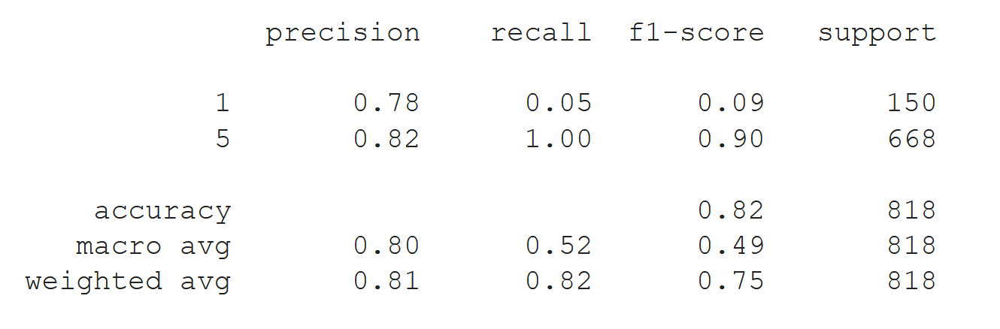 precision recall f1-score support
1 0.78 0.05 0.09 150
5 0.82 1.00 0.90 668
accuracy 0.82 818
macro avg 0.80 0.52 0.49 818
weighted avg 0.81 0.82 0.75 818